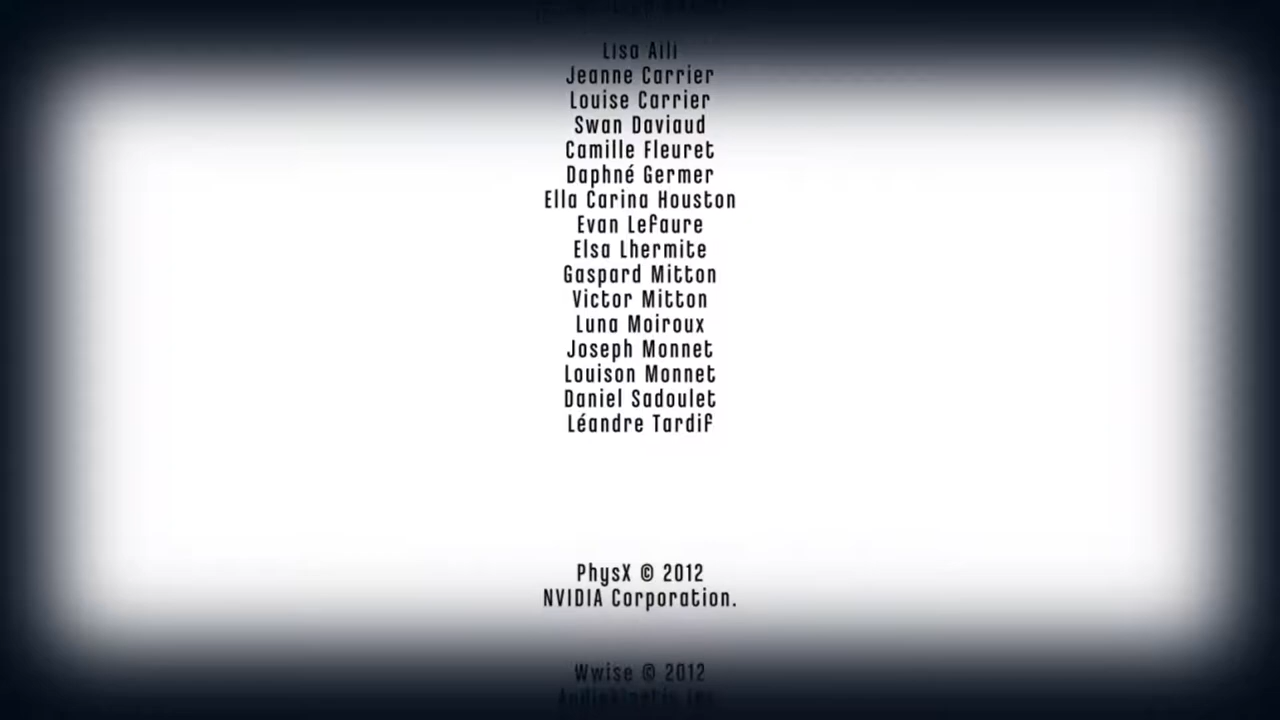 Lisa Aili
Jeanne Carrier
Louise Carrier
Swan Daviaud
Camille Fleuret
Daphné Germer
Ella Carina Houston
Evan Lefaure
Elsa Lhermite
Gaspard Mitton
Victor Mitton
Luna Moiroux
Joseph Monnet
Louison Monnet
Daniel Sadoulet
Léandre Tardif
PhysX © 2012
NVIDIA Corporation.
Wwise © 2012
Audiokinetic Inc.